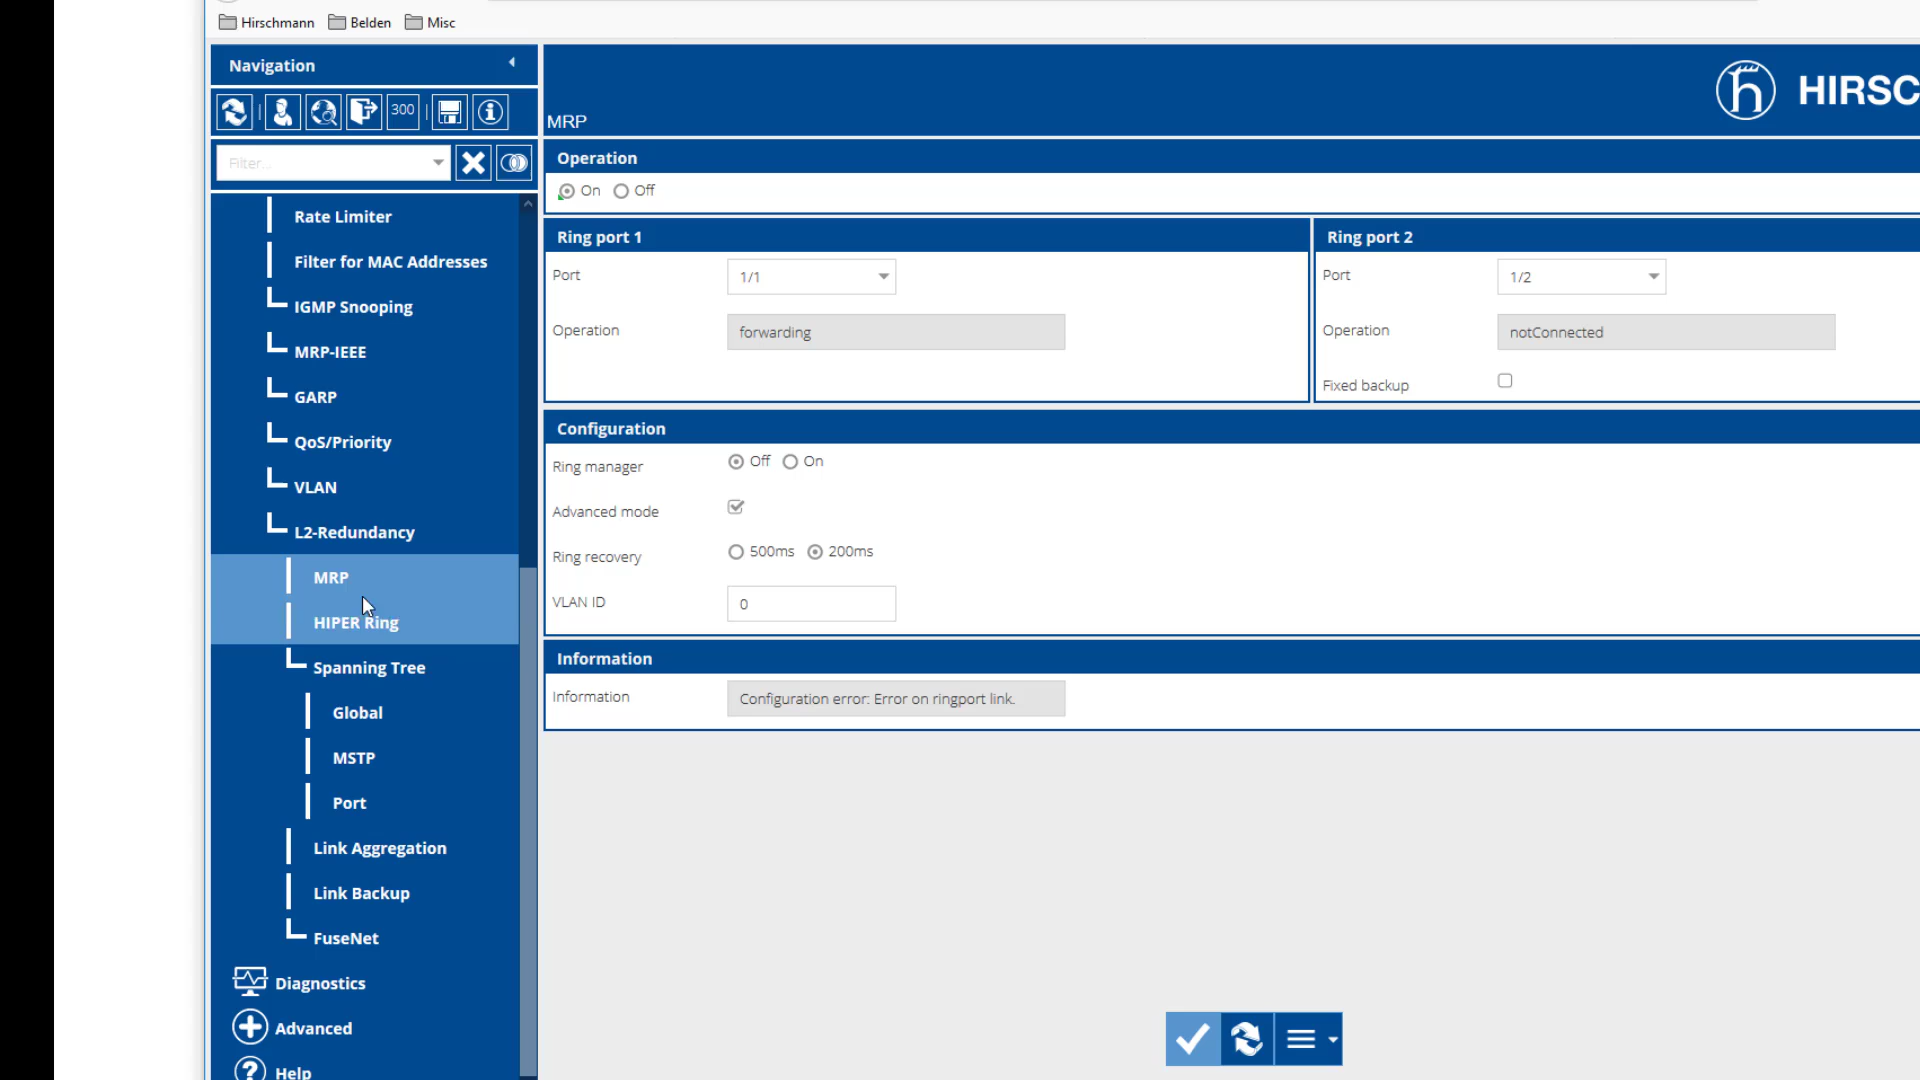 Hirschmann Belden Misc
Navigation
300
Filter...
Rate Limiter
Filter for MAC Addresses
IGMP Snooping
MRP-IEEE
GARP
QoS/Priority
VLAN
L2-Redundancy
MRP
HIPER Ring
Spanning Tree
Global
MSTP
Port
Link Aggregation
Link Backup
FuseNet
Diagnostics
Advanced
Help
HIRSC
MRP
Operation
On Off
Ring port 1
Port 1/1
Operation forwarding
Ring port 2
Port 1/2
Operation notConnected
Fixed backup
Configuration
Ring manager Off On
Advanced mode
Ring recovery 500ms 200ms
VLAN ID 0
Information
Information Configuration error: Error on ringport link.